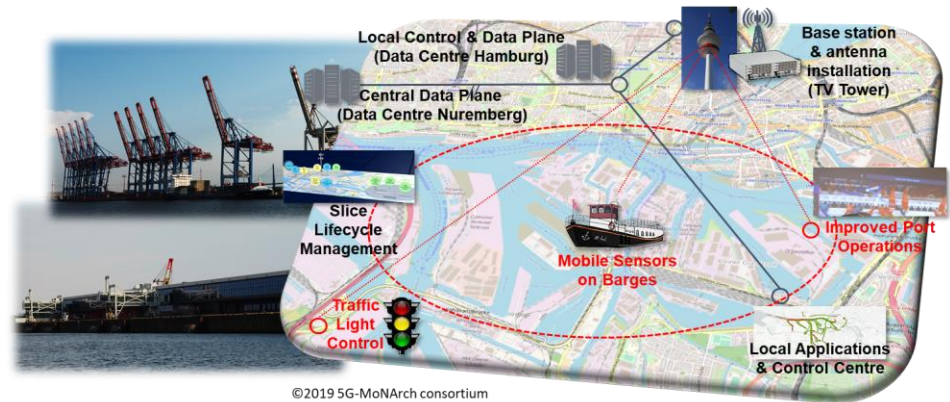 Local Control & Data Plane
(Data Centre Hamburg)
Central Data Plane
(Data Centre Nuremberg)
Base station
& antenna
installation
(TV Tower)
Slice
Lifecycle
Management
Mobile Sensors
on Barges
Improved Port
Operations
Traffic
Light
Control
Local Applications
& Control Centre
©2019 5G-MoNArch consortium